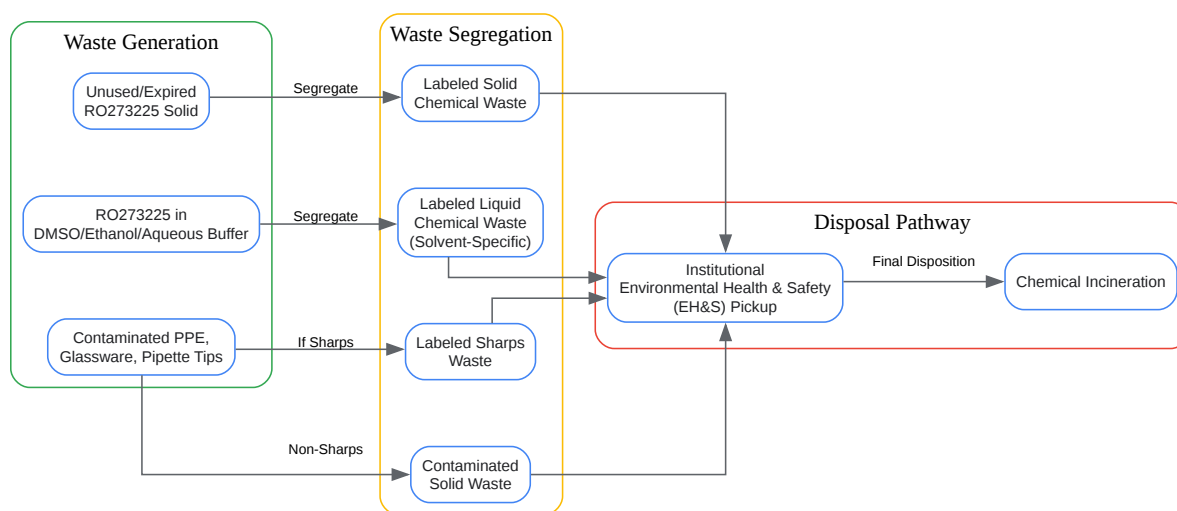 Waste Generation
Unused/Expired
RO273225 Solid
RO273225 in
DMSO/Ethanol/Aqueous Buffer
Contaminated PPE,
Glassware, Pipette Tips
Segregate
Segregate
If Sharps
Non-Sharps
Waste Segregation
Labeled Solid
Chemical Waste
Labeled Liquid
Chemical Waste
(Solvent-Specific)
Labeled Sharps
Waste
Contaminated
Solid Waste
Disposal Pathway
Institutional
Environmental Health & Safety
(EH&S) Pickup
Final Disposition
Chemical Incineration